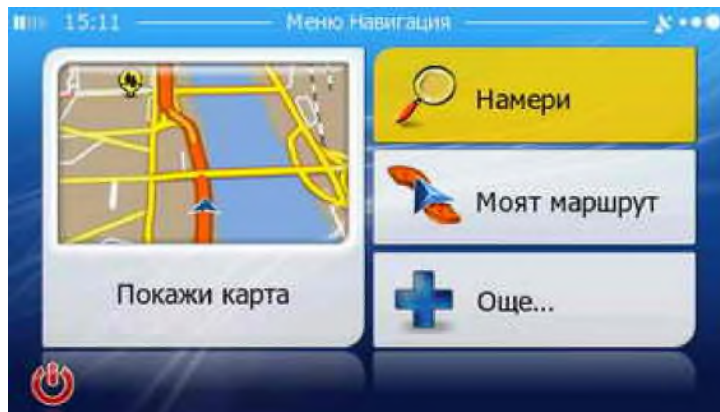 15:11 Меню Навигация
Намери
Моят маршрут
Покажи карта
Още...